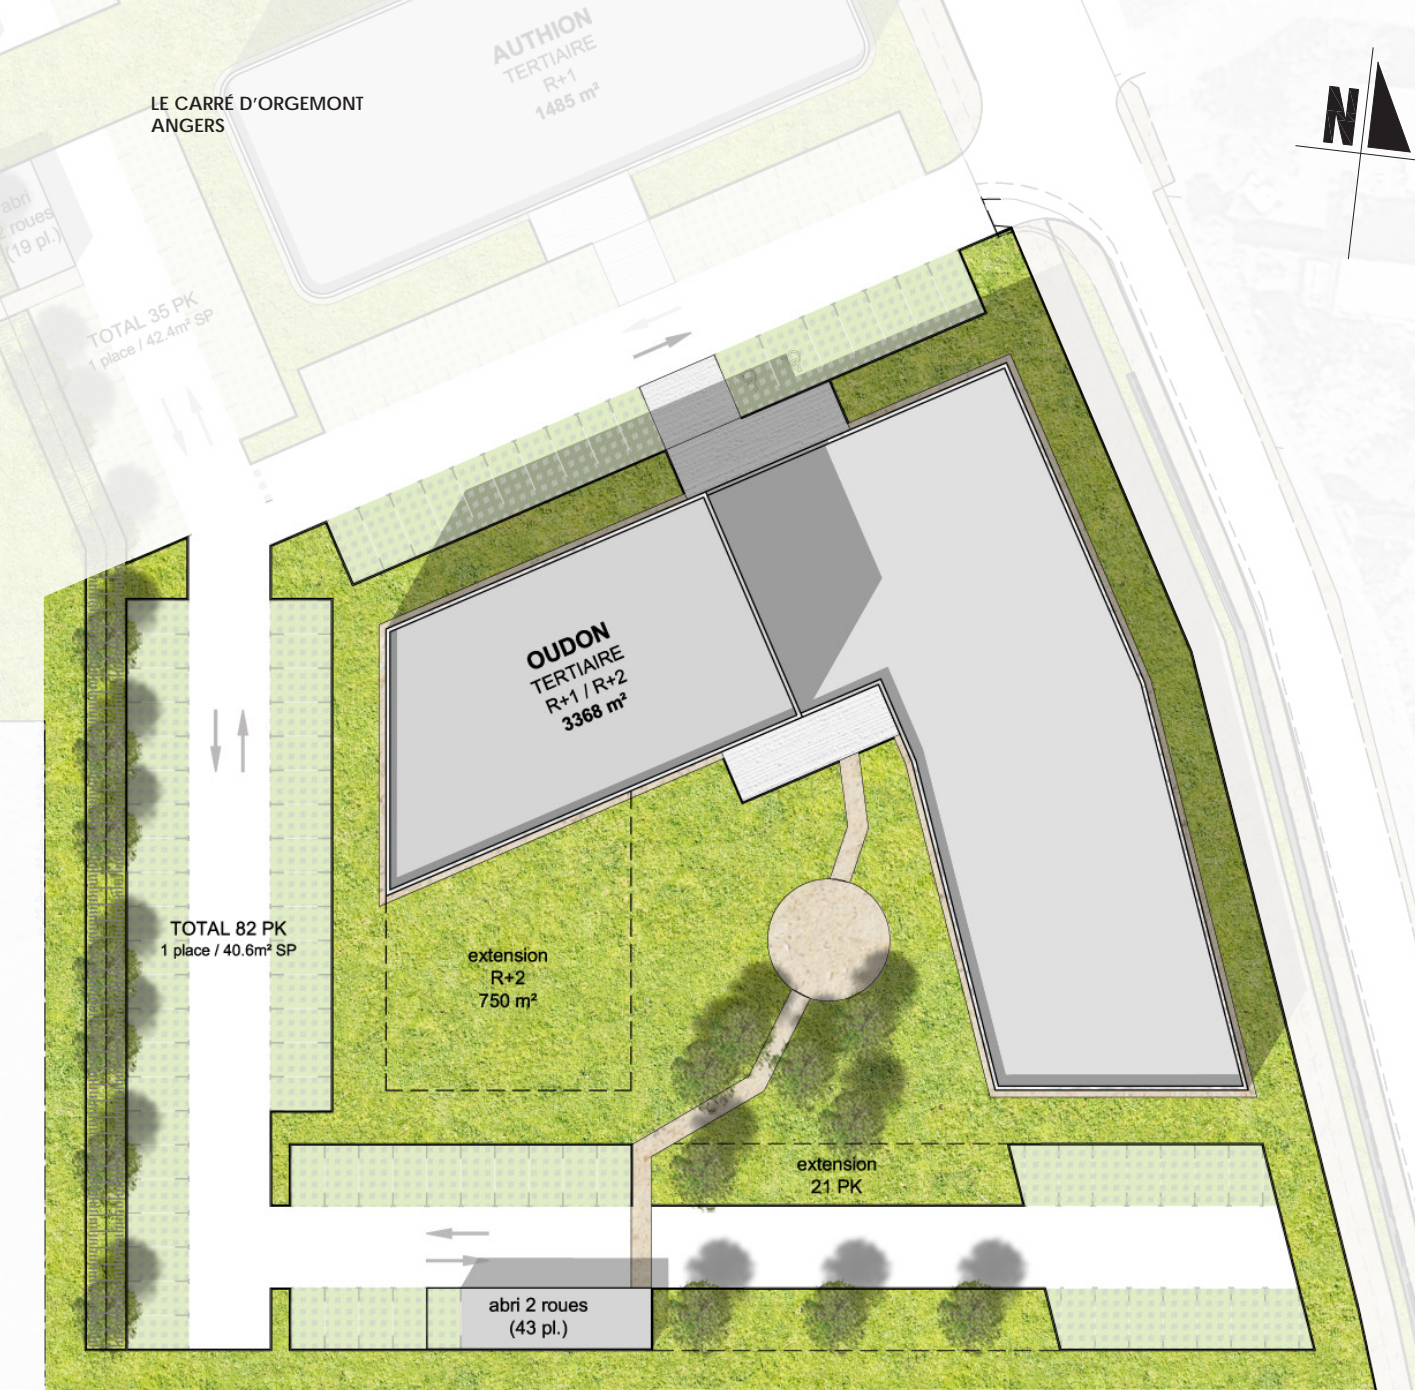 AUTHION
TERTIAIRE
R+1
1485 m²
LE CARRÉ D'ORGEMONT
ANGERS
N
abri
2 roues
(19 pl.)
TOTAL 35 PK
1 place / 42.4m² SP
OUDON
TERTIAIRE
R+1 / R+2
3368 m²
TOTAL 82 PK
1 place / 40.6m² SP
extension
R+2
750 m²
extension
21 PK
abri 2 roues
(43 pl.)